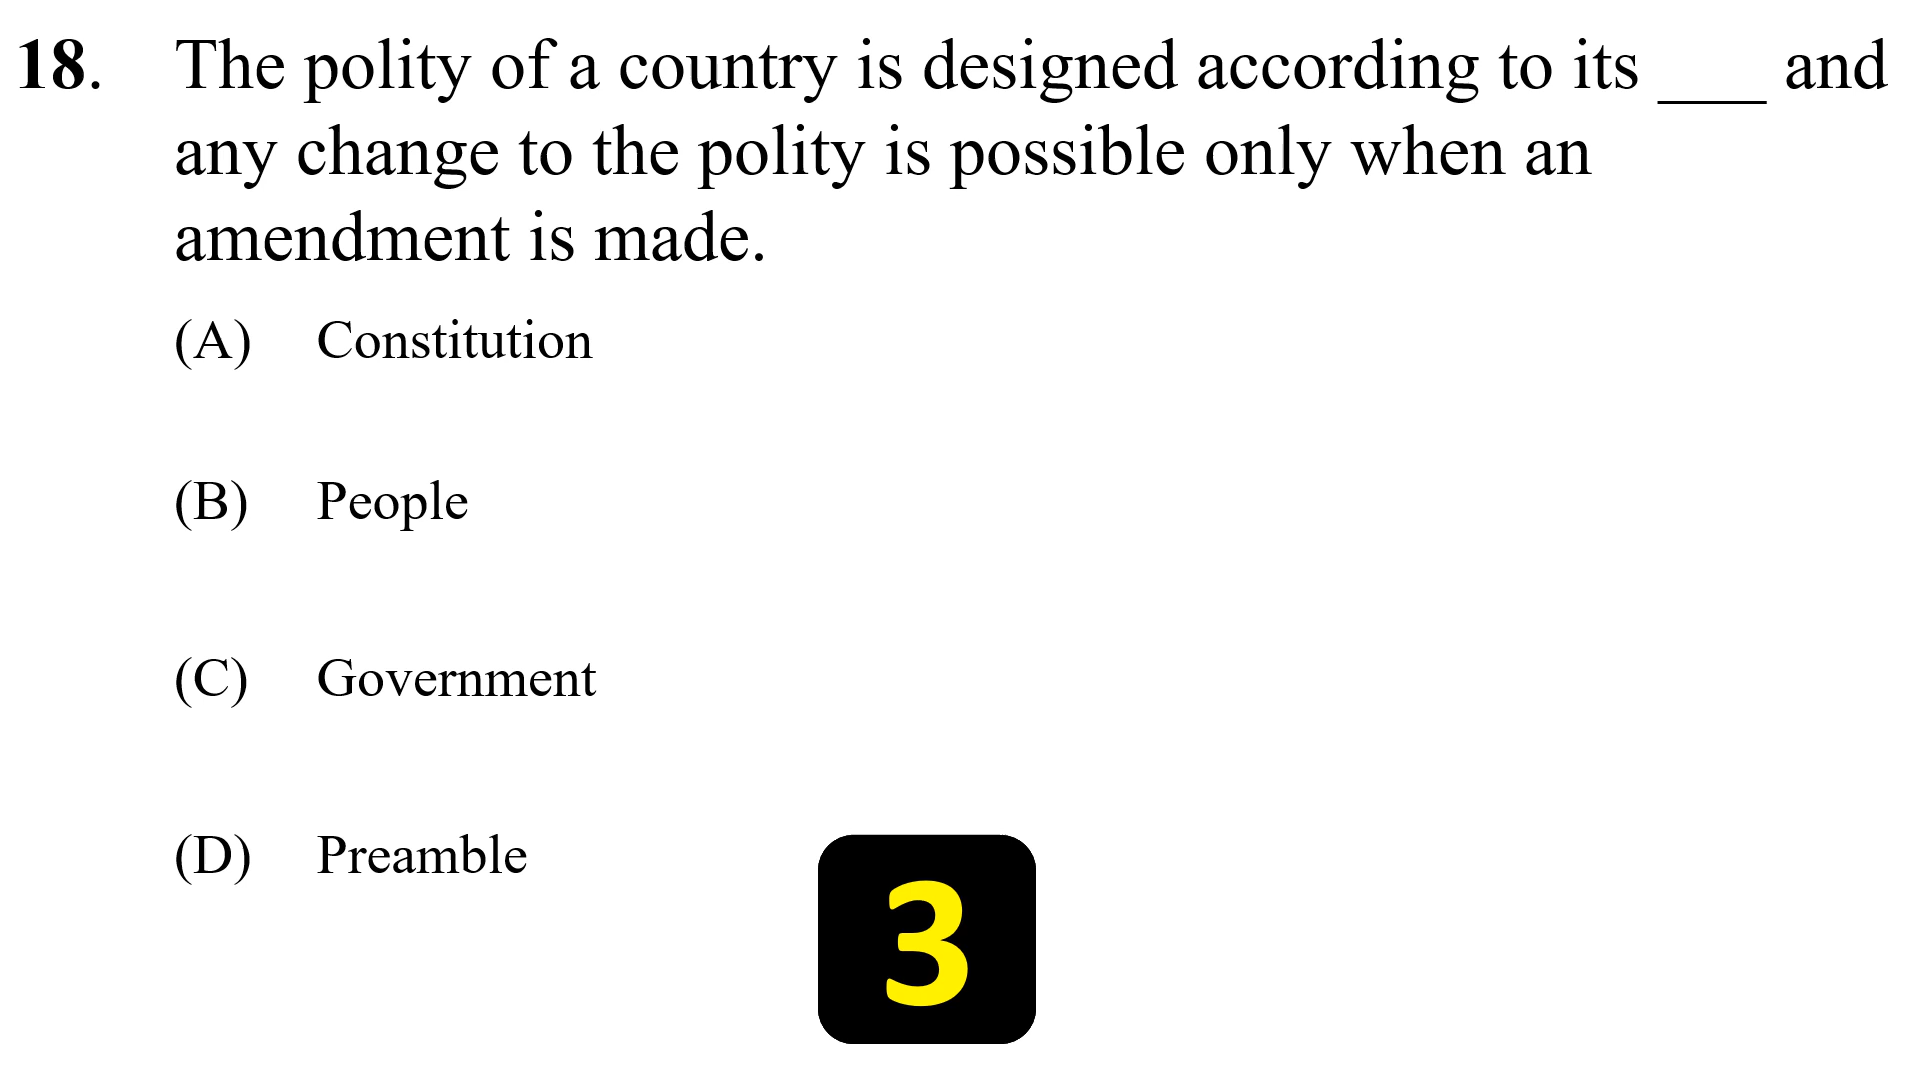 18. The polity of a country is designed according to its ___ and
any change to the polity is possible only when an
amendment is made.
(A) Constitution
(B) People
(C) Government
(D) Preamble
3